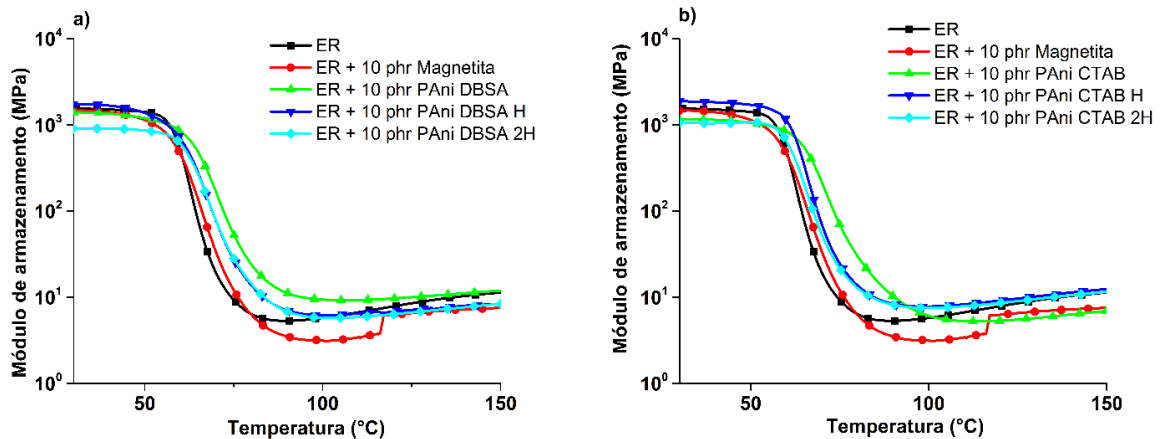 a)
Módulo de armazenamento (MPa)
10⁴
10³
10²
10¹
10⁰
50
100
150
Temperatura (°C)
ER
ER + 10 phr Magnetita
ER + 10 phr PAni DBSA
ER + 10 phr PAni DBSA H
ER + 10 phr PAni DBSA 2H
b)
Módulo de armazenamento (MPa)
10⁴
10³
10²
10¹
10⁰
50
100
150
Temperatura (°C)
ER
ER + 10 phr Magnetita
ER + 10 phr PAni CTAB
ER + 10 phr PAni CTAB H
ER + 10 phr PAni CTAB 2H